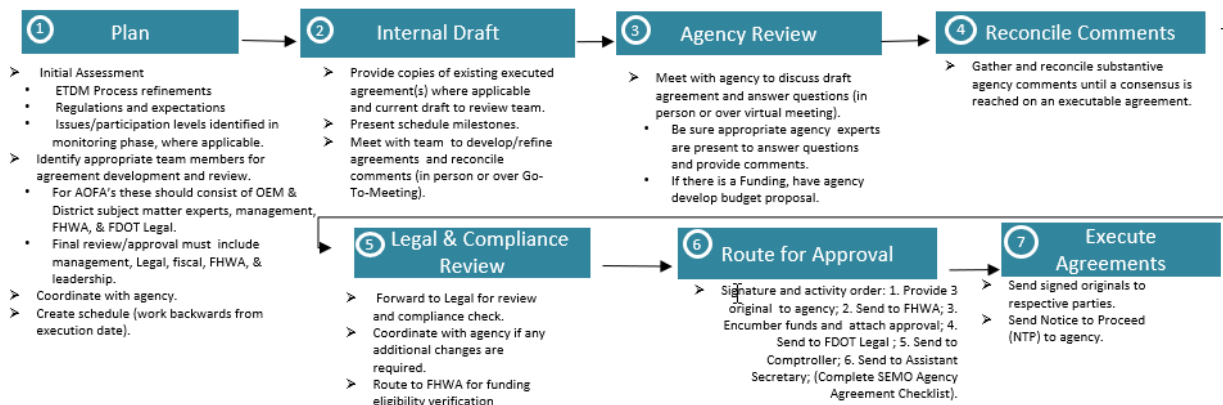 1 Plan
➤ Initial Assessment
• ETDM Process refinements
• Regulations and expectations
• Issues/participation levels identified in
monitoring phase, where applicable.
➤ Identify appropriate team members for
agreement development and review.
• For AOFA's these should consist of OEM &
District subject matter experts, management,
FHWA, & FDOT Legal.
• Final review/approval must include
management, Legal, fiscal, FHWA, &
leadership.
➤ Coordinate with agency.
➤ Create schedule (work backwards from
execution date).
2 Internal Draft
➤ Provide copies of existing executed
agreement(s) where applicable
and current draft to review team.
➤ Present schedule milestones.
➤ Meet with team to develop/refine
agreements and reconcile
comments (in person or over Go-
To-Meeting).
3 Agency Review
➤ Meet with agency to discuss draft
agreement and answer questions (in
person or over virtual meeting).
• Be sure appropriate agency experts
are present to answer questions
and provide comments.
• If there is a Funding, have agency
develop budget proposal.
4 Reconcile Comments
➤ Gather and reconcile substantive
agency comments until a consensus is
reached on an executable agreement.
5 Legal & Compliance
Review
➤ Forward to Legal for review
and compliance check.
➤ Coordinate with agency if any
additional changes are
required.
➤ Route to FHWA for funding
eligibility verification
6 Route for Approval
➤ Signature and activity order: 1. Provide 3
original to agency; 2. Send to FHWA; 3.
Encumber funds and attach approval; 4.
Send to FDOT Legal ; 5. Send to
Comptroller; 6. Send to Assistant
Secretary; (Complete SEMO Agency
Agreement Checklist).
7 Execute
Agreements
➤ Send signed originals to
respective parties.
➤ Send Notice to Proceed
(NTP) to agency.